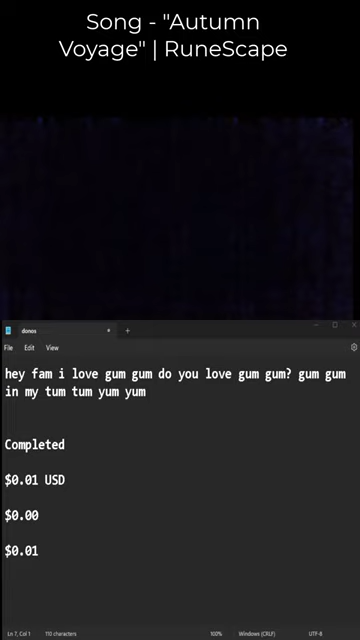 Song - "Autumn
Voyage" | RuneScape
donos
File Edit View
hey fam i love gum gum do you love gum gum? gum gum
in my tum tum yum yum
Completed
$0.01 USD
$0.00
$0.01
Ln 7, Col 1 110 characters 100% Windows (CRLF) UTF-8